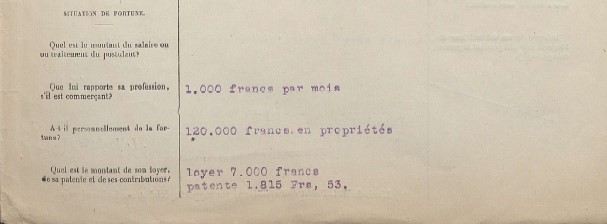 SITUATION DE FORTUNE.
Quel est le montant du salaire ou
ou traitement du postulant?
Que lui rapporte sa profession,
s'il est commerçant?
1.000 francs par mois
A-t-il personnellement de la for-
tune?
120.000 francs en propriétés
Quel est le montant de son loyer,
de sa patente et de ses contributions?
loyer 7.000 francs
patente 1.815 Frs, 53.